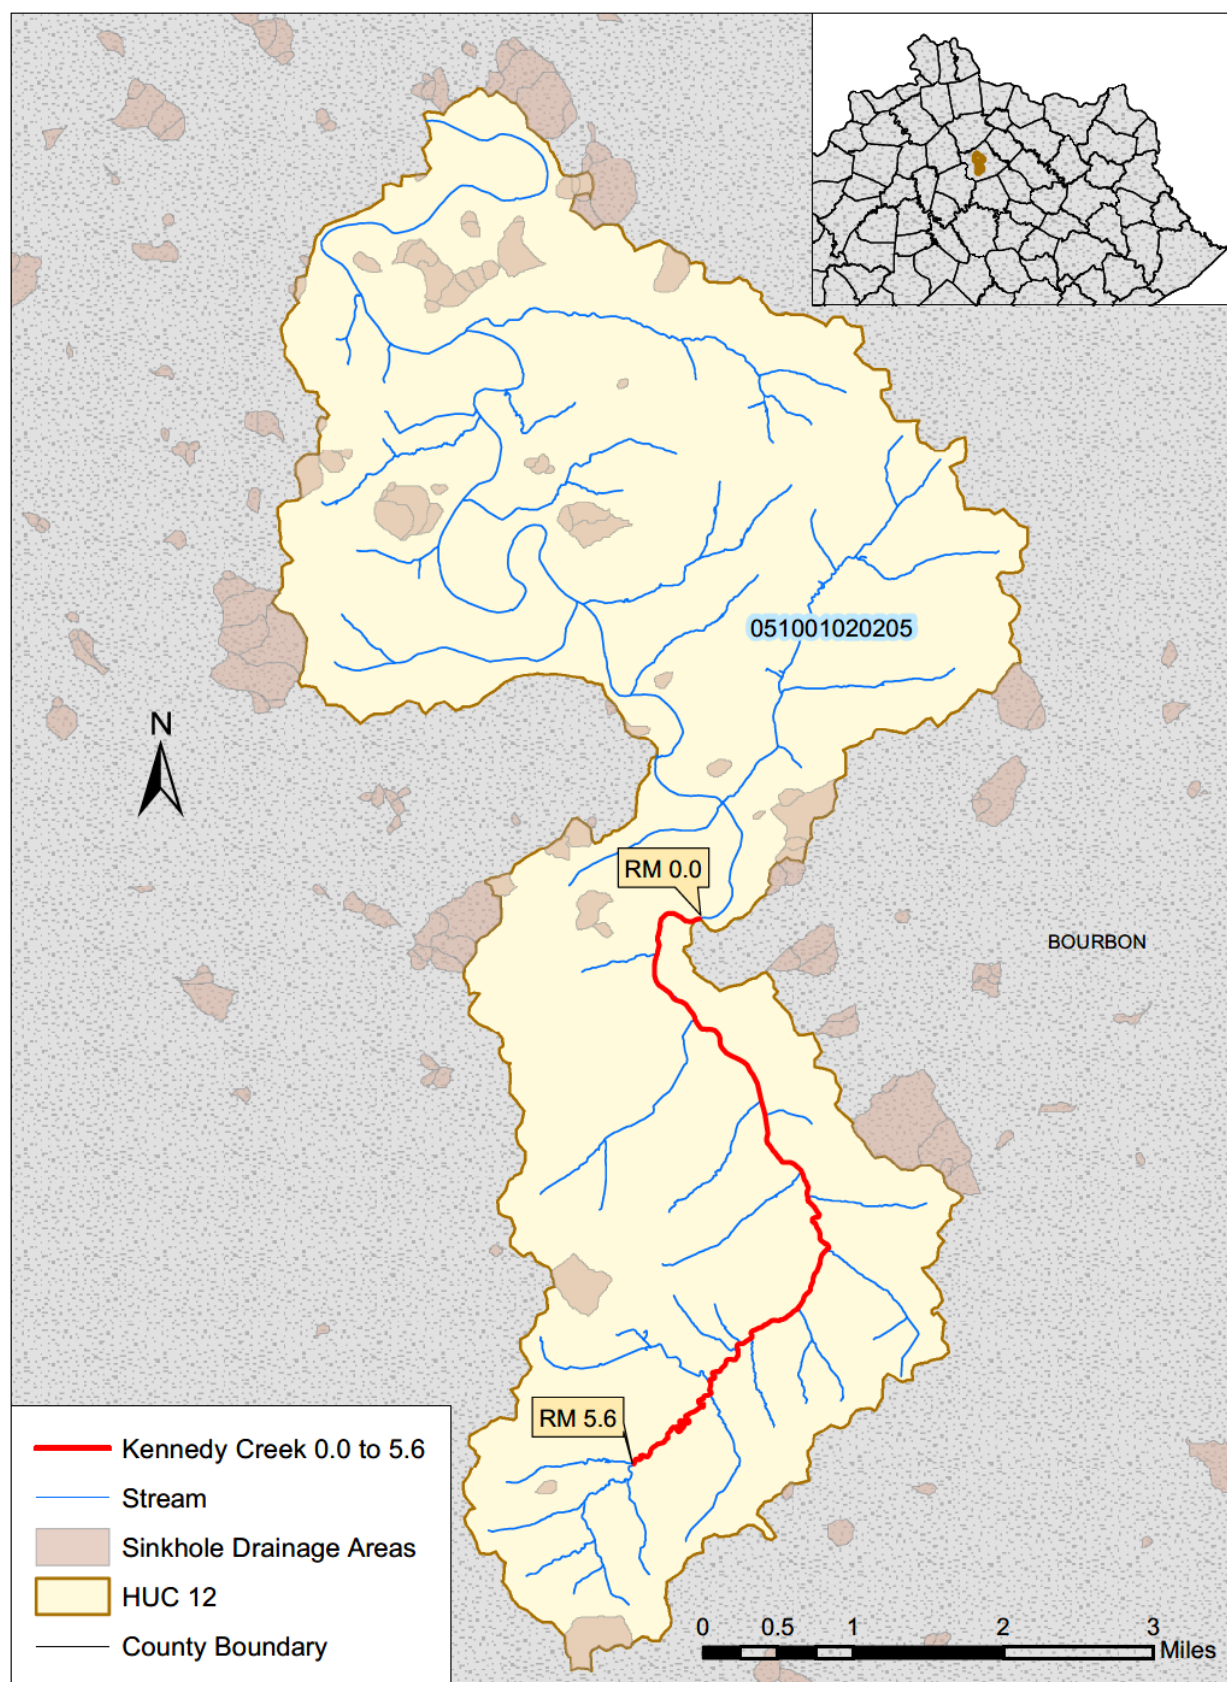 051001020205
N
RM 0.0
BOURBON
RM 5.6
Kennedy Creek 0.0 to 5.6
Stream
Sinkhole Drainage Areas
HUC 12
County Boundary
0 0.5 1 2 3
Miles